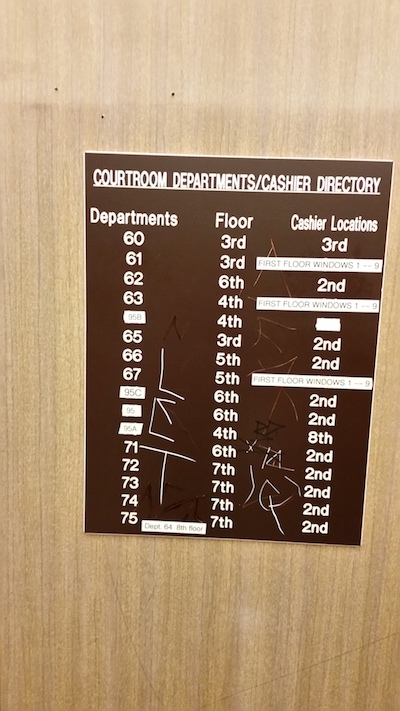 COURTROOM DEPARTMENTS/CASHIER DIRECTORY
Departments Floor Cashier Locations
60 3rd 3rd
61 3rd FIRST FLOOR WINDOWS 1 -- 9
62 6th 2nd
63 4th FIRST FLOOR WINDOWS 1 -- 9
95B 4th
65 3rd 2nd
66 5th 2nd
67 5th FIRST FLOOR WINDOWS 1 -- 9
95C 6th 2nd
95 6th 2nd
95A 4th 8th
71 6th 2nd
72 7th 2nd
73 7th 2nd
74 7th 2nd
75 7th 2nd
Dept. 64 8th floor